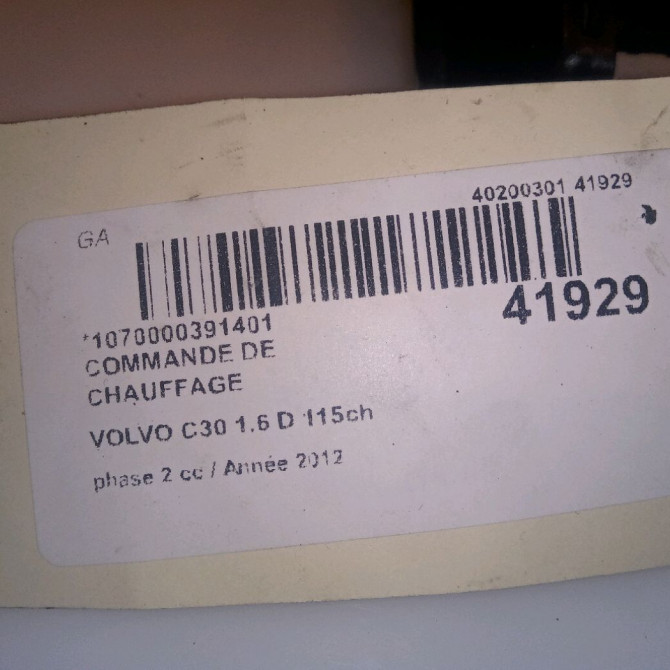 40200301 41929
GA
41929
*1070000391401
COMMANDE DE
CHAUFFAGE
VOLVO C30 1.6 D 115ch
phase 2 cc / Année 2012